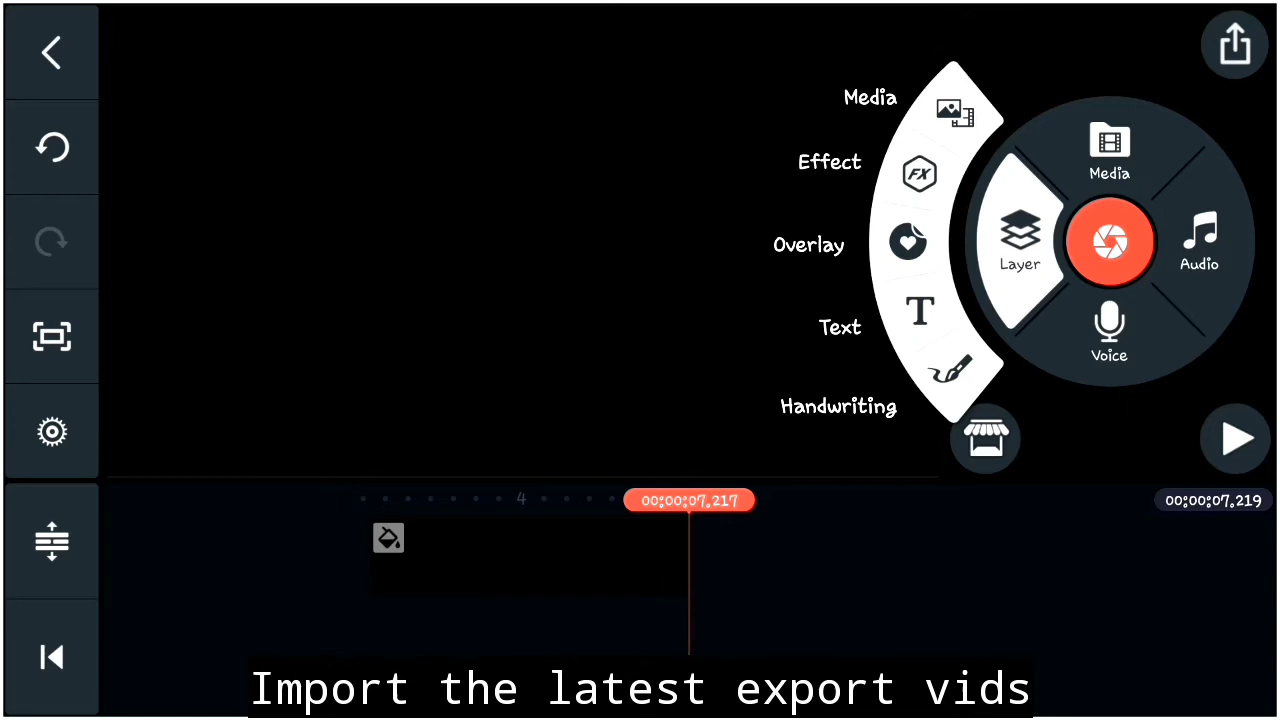 Media
Effect
Overlay
Text
Handwriting
FX
T
Media
Layer
Audio
Voice
4
00:00:07.217
00:00:07.219
Import the latest export vids